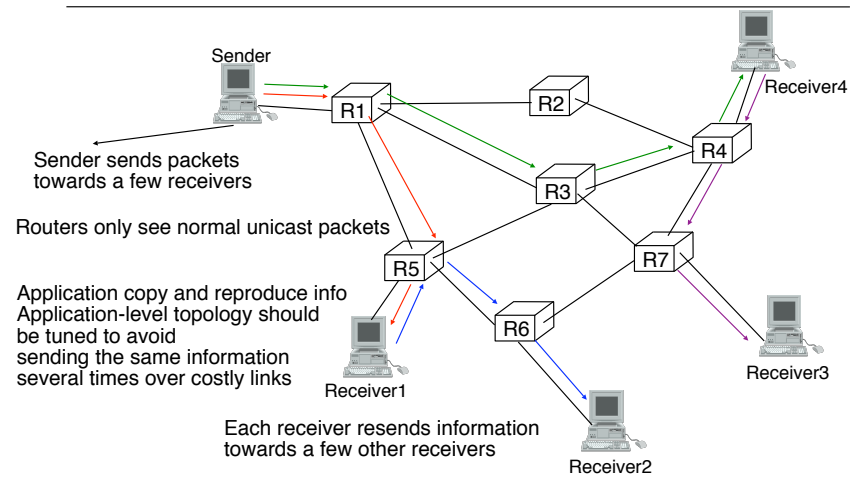 Sender
Receiver4
R1
R2
R4
Sender sends packets
towards a few receivers
R3
Routers only see normal unicast packets
R5
R7
Application copy and reproduce info
Application-level topology should
be tuned to avoid
sending the same information
several times over costly links
R6
Receiver1
Receiver3
Each receiver resends information
towards a few other receivers
Receiver2